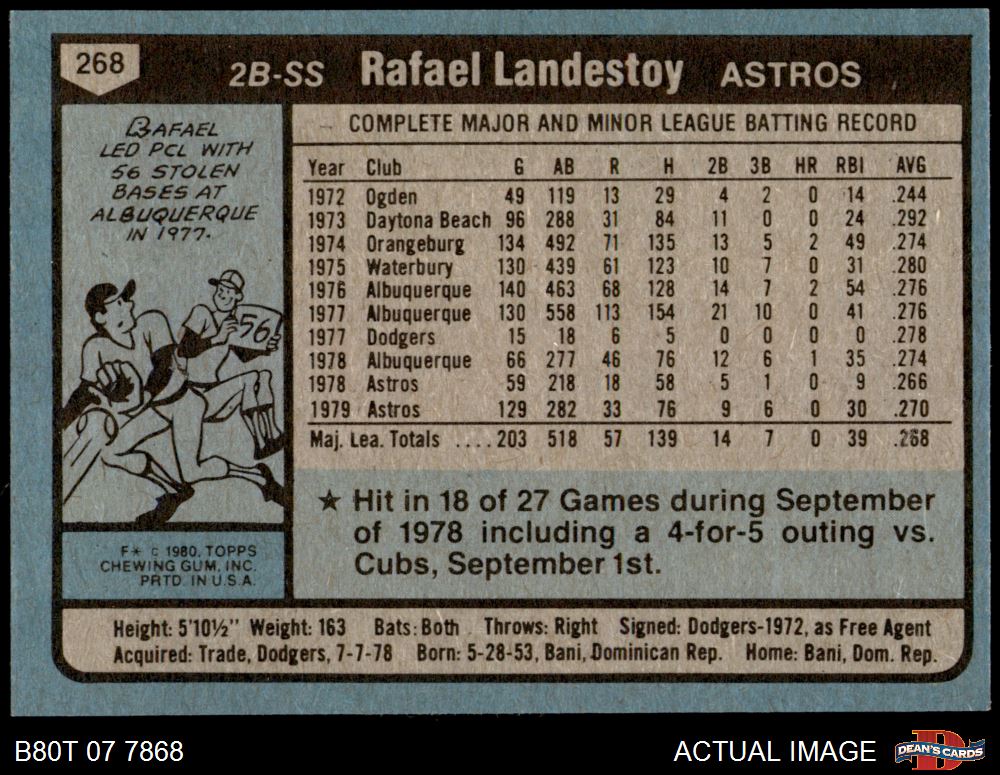 268 2B-SS Rafael Landestoy ASTROS
RAFAEL
LED PCL WITH
56 STOLEN
BASES AT
ALBUQUERQUE
IN 1977.
56!
F* © 1980, TOPPS
CHEWING GUM, INC.
PRTD. IN U.S.A.
COMPLETE MAJOR AND MINOR LEAGUE BATTING RECORD
Year Club G AB R H 2B 3B HR RBI AVG
1972 Ogden 49 119 13 29 4 2 0 14 .244
1973 Daytona Beach 96 288 31 84 11 0 0 24 .292
1974 Orangeburg 134 492 71 135 13 5 2 49 .274
1975 Waterbury 130 439 61 123 10 7 0 31 .280
1976 Albuquerque 140 463 68 128 14 7 2 54 .276
1977 Albuquerque 130 558 113 154 21 10 0 41 .276
1977 Dodgers 15 18 6 5 0 0 0 0 .278
1978 Albuquerque 66 277 46 76 12 6 1 35 .274
1978 Astros 59 218 18 58 5 1 0 9 .266
1979 Astros 129 282 33 76 9 6 0 30 .270
Maj. Lea. Totals ....203 518 57 139 14 7 0 39 .268
★ Hit in 18 of 27 Games during September
of 1978 including a 4-for-5 outing vs.
Cubs, September 1st.
Height: 5'10½" Weight: 163 Bats: Both Throws: Right Signed: Dodgers-1972, as Free Agent
Acquired: Trade, Dodgers, 7-7-78 Born: 5-28-53, Bani, Dominican Rep. Home: Bani, Dom. Rep.
B80T 07 7868 ACTUAL IMAGE DEAN'S CARDS